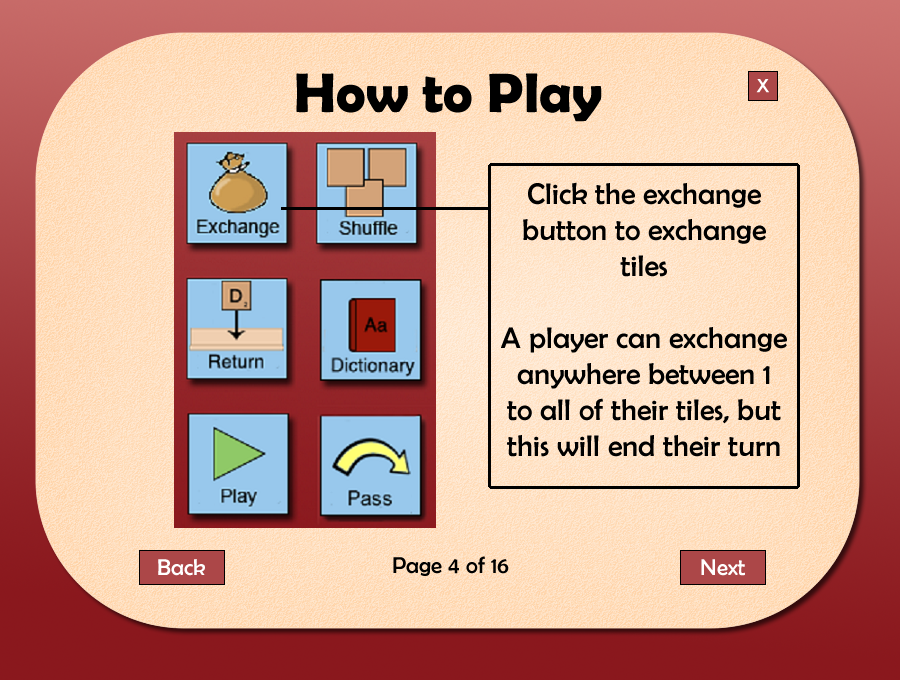 How to Play
X
Exchange
Shuffle
D2
Return
Aa
Dictionary
Play
Pass
Click the exchange
button to exchange
tiles
A player can exchange
anywhere between 1
to all of their tiles, but
this will end their turn
Back
Page 4 of 16
Next